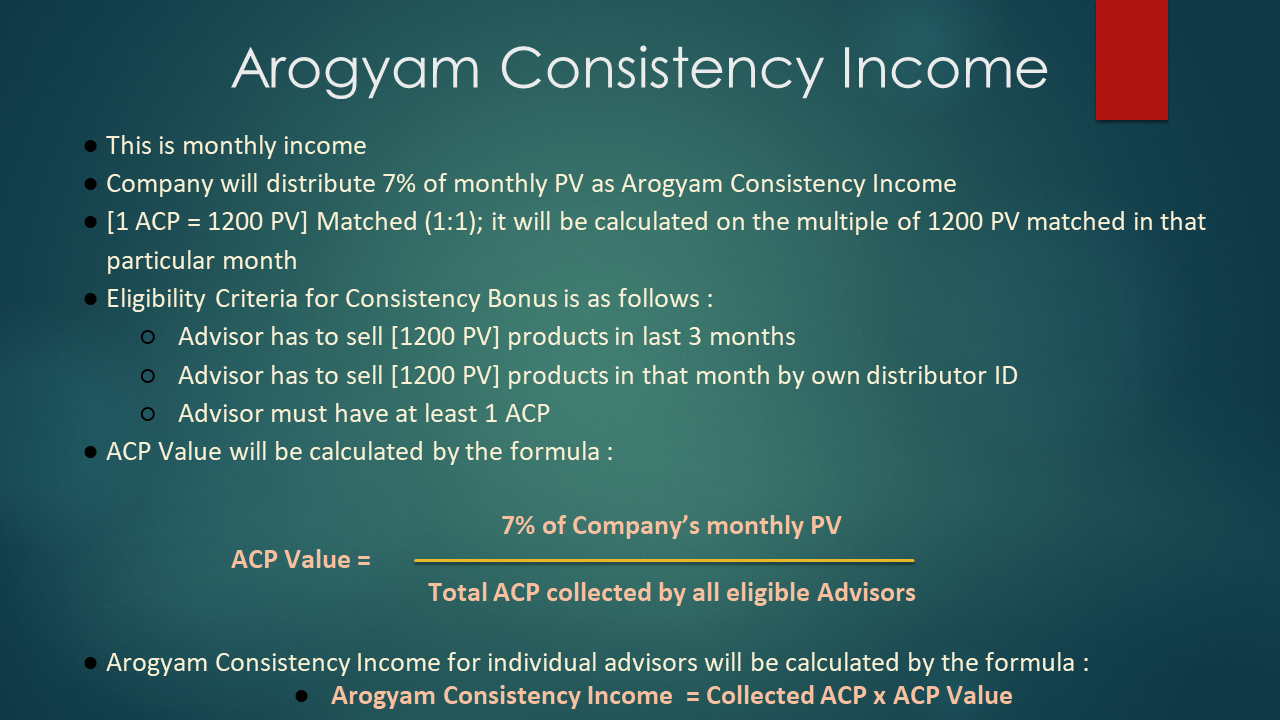 Arogyam Consistency Income
● This is monthly income
● Company will distribute 7% of monthly PV as Arogyam Consistency Income
● [1 ACP = 1200 PV] Matched (1:1); it will be calculated on the multiple of 1200 PV matched in that
particular month
● Eligibility Criteria for Consistency Bonus is as follows :
○ Advisor has to sell [1200 PV] products in last 3 months
○ Advisor has to sell [1200 PV] products in that month by own distributor ID
○ Advisor must have at least 1 ACP
● ACP Value will be calculated by the formula :
7% of Company’s monthly PV
ACP Value =
Total ACP collected by all eligible Advisors
● Arogyam Consistency Income for individual advisors will be calculated by the formula :
● Arogyam Consistency Income = Collected ACP x ACP Value